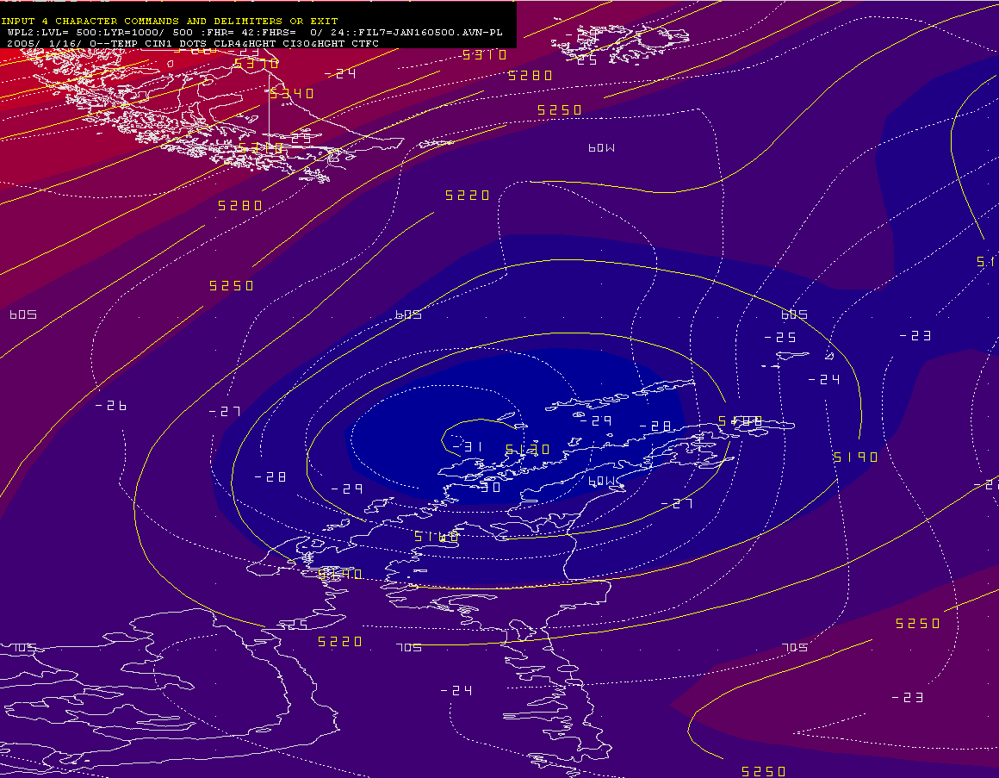 INPUT 4 CHARACTER COMMANDS AND DELIMITERS OR EXIT
WPL2:LVL= 500:LYR=1000/ 500 :FHR= 42:FHRS=  0/ 24::FIL7=JAN160500.AVN-PL
2005/ 1/16/ 0--TEMP CIN1 DOTS CLR4&HGHT CI30&HGHT CTFC
5310
-25
-24
5280
5340
5250
-25
60W
5220
5280
5250
60S
60S
60S
-25
-23
-24
-26
-27
-29
-28
-31
5130
5190
-28
-29
-30
60W
-27
5160
5190
-25
5250
5220
70S
70S
70S
-24
-23
5250